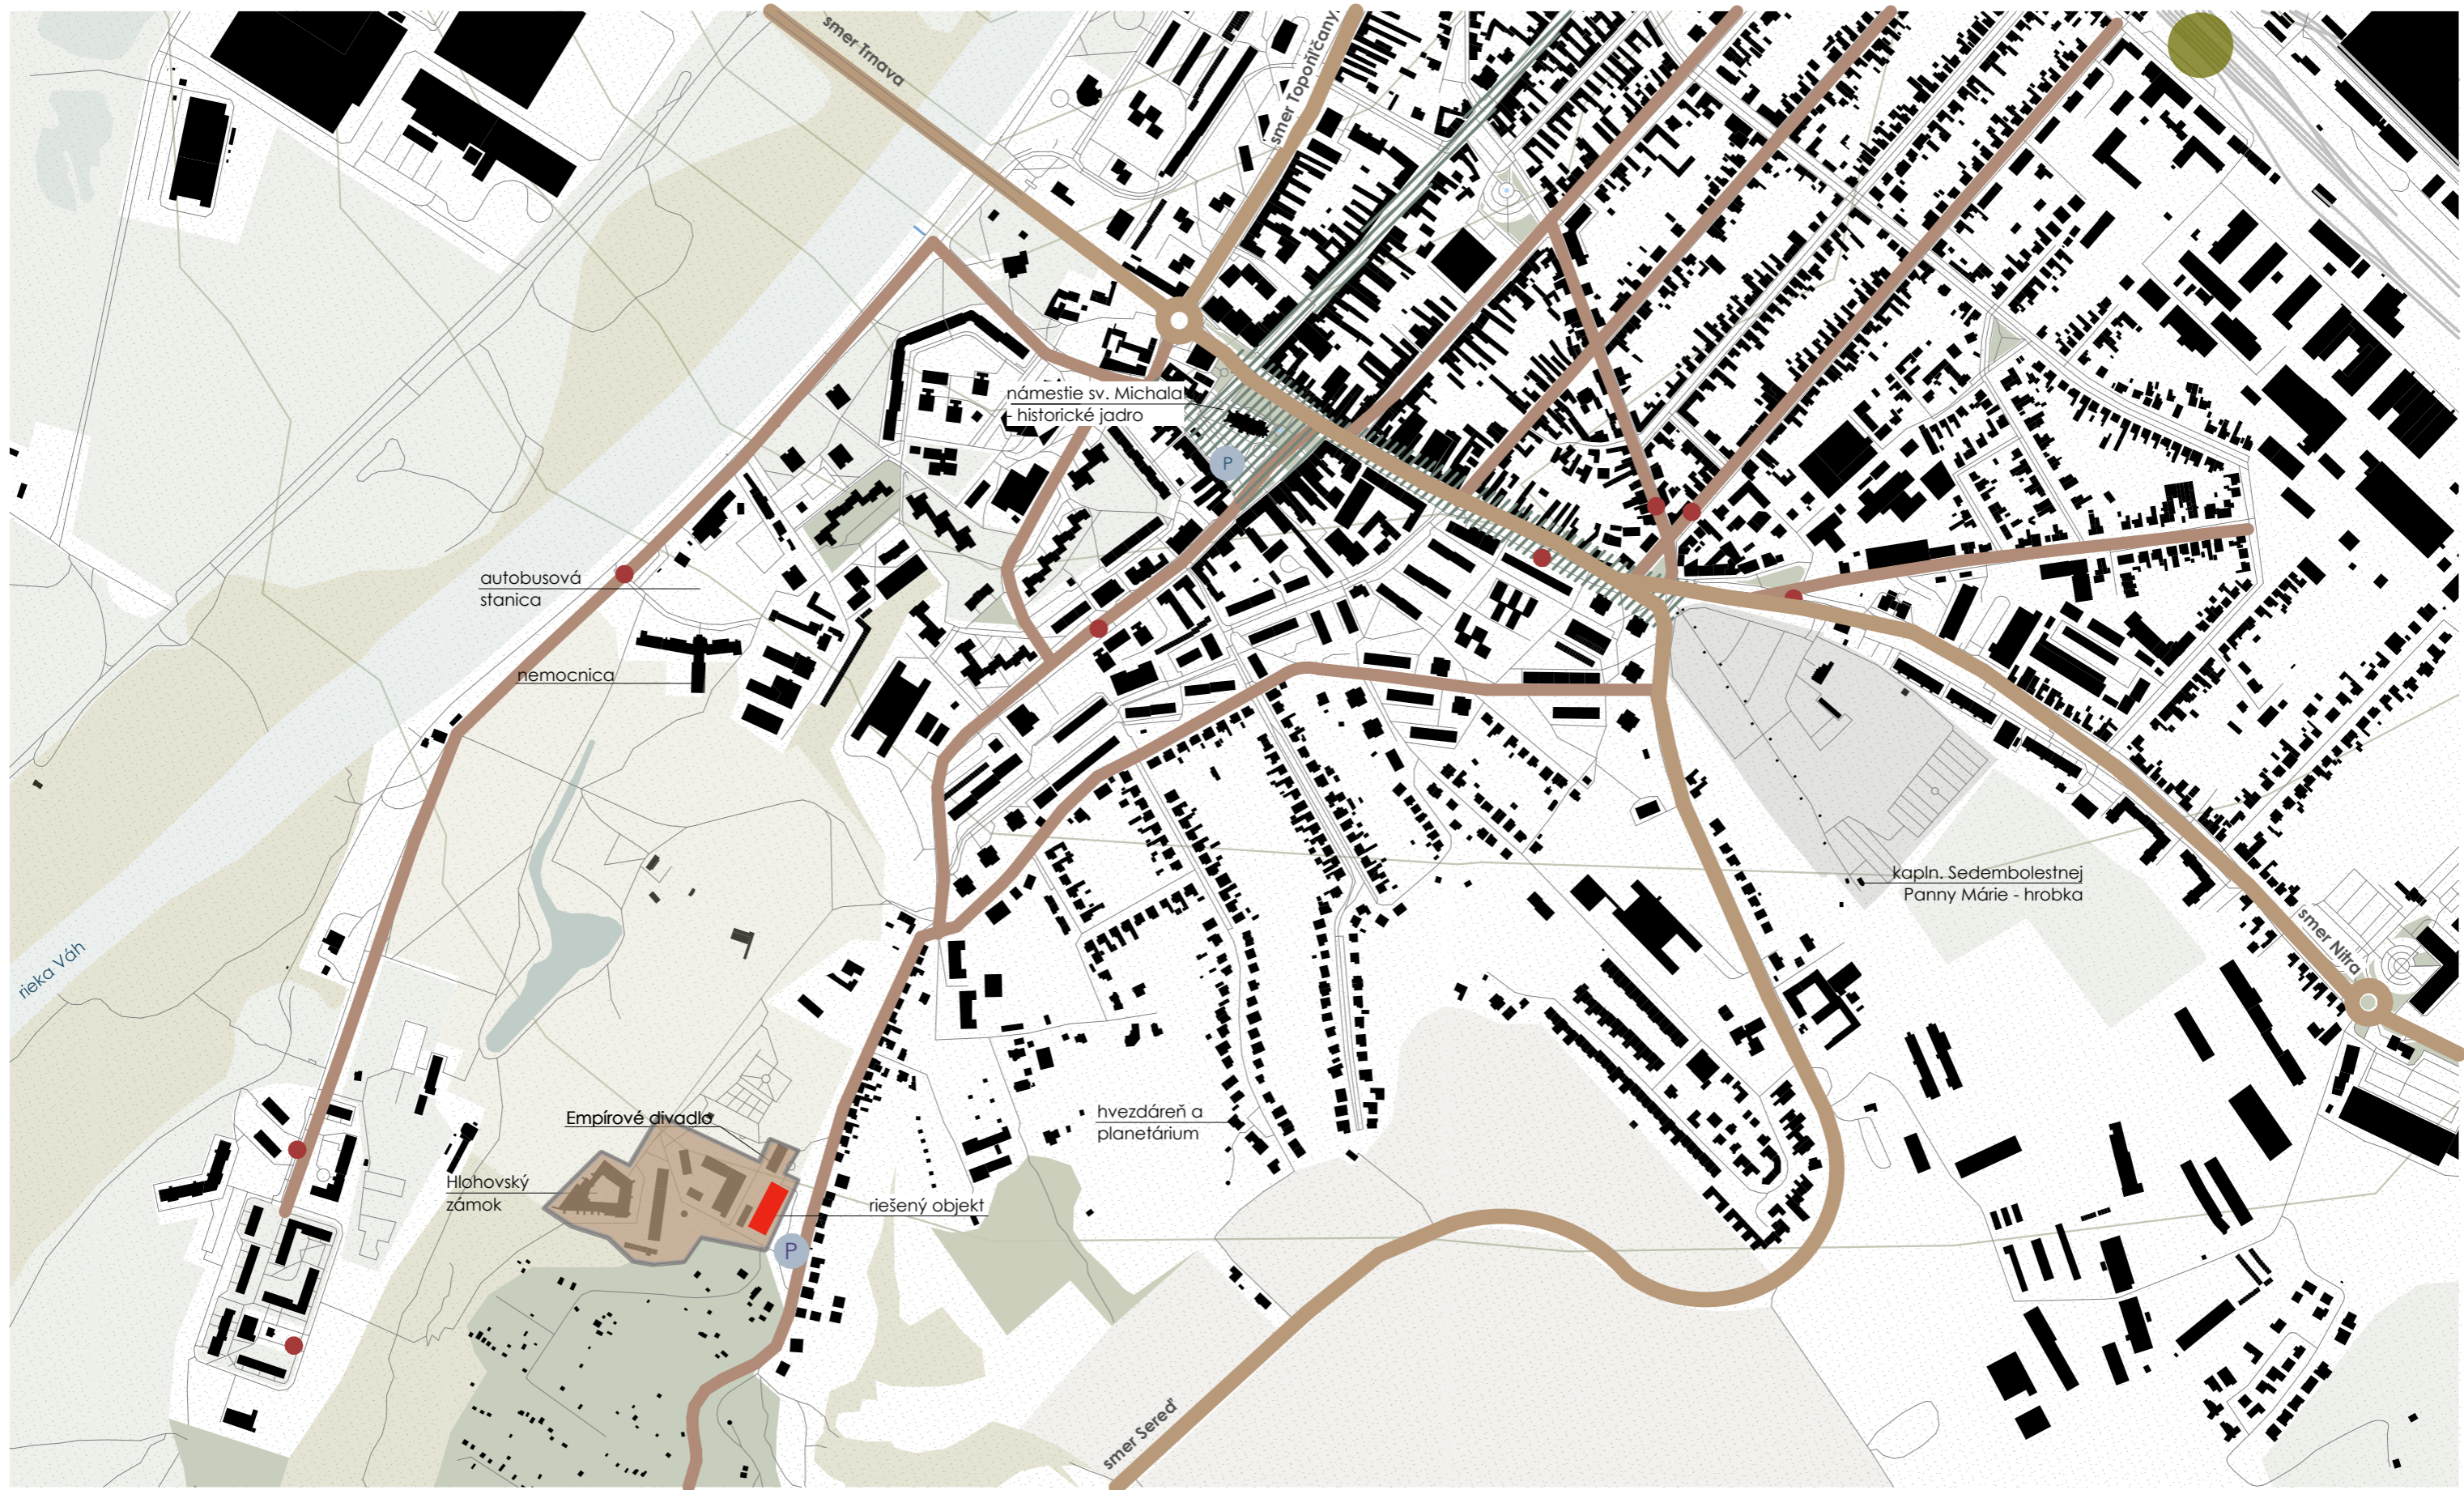 smer Trnava
smer Topoľčany
námestie sv. Michala
- historické jadro
P
autobusová
stanica
nemocnica
rieka Váh
kapln. Sedembolestnej
Panny Márie - hrobka
smer Nitra
Empírové divadlo
hvezdáreň a
planetárium
Hlohovský
zámok
riešený objekt
P
smer Sereď